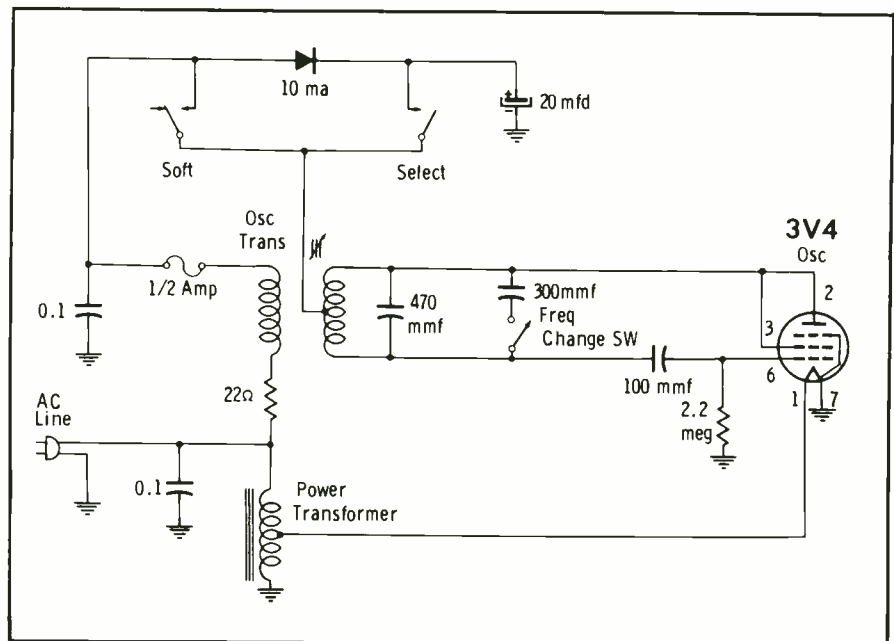 10 ma
20 mfd
Soft
Select
Osc
Trans
3V4
Osc
1/2 Amp
0.1
470
mmf
300mmf
Freq
Change SW
2
3
6
1
7
100 mmf
22Ω
2.2
meg
AC
Line
0.1
Power
Transformer